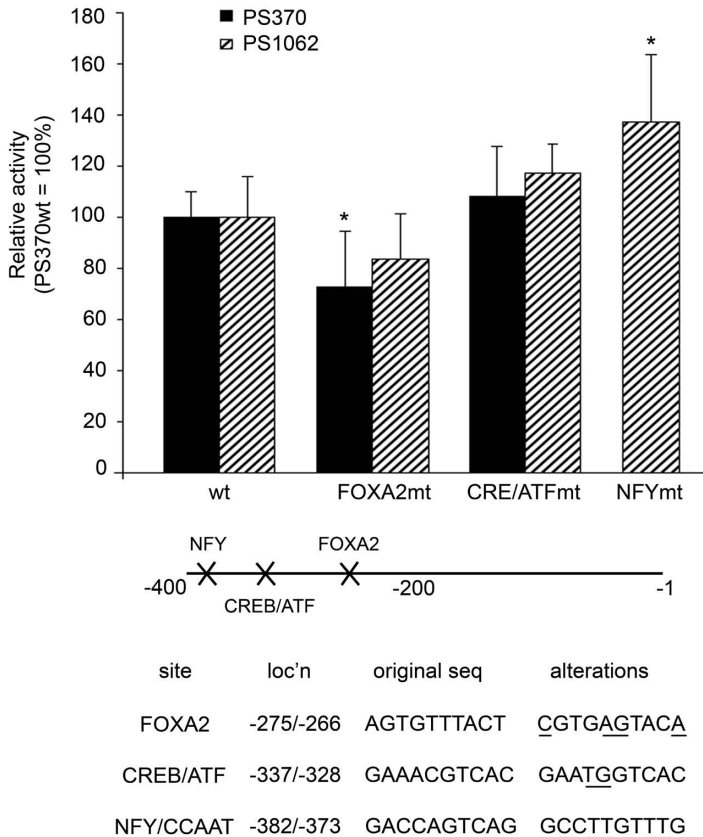 PS370
PS1062
Relative activity
(PS370wt = 100%)
180
160
140
120
100
80
60
40
20
0
*
*
wt
FOXA2mt
CRE/ATFmt
NFYmt
NFY
FOXA2
-400
CREB/ATF
-200
-1
site loc'n original seq alterations
FOXA2 -275/-266 AGTGTTTACT CGTGAGTACA
CREB/ATF -337/-328 GAAACGTCAC GAATGGTCAC
NFY/CCAAT -382/-373 GACCAGTCAG GCCTTGTTTG